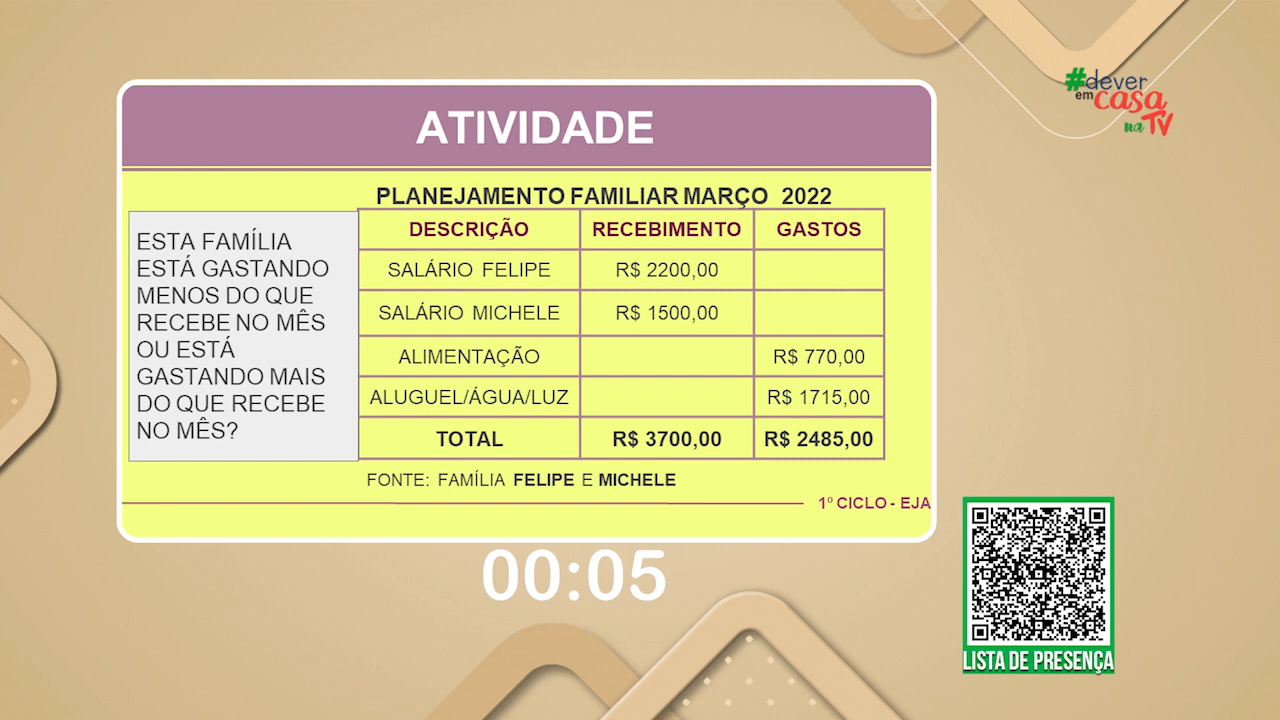 #dever
em casa
na TV
ATIVIDADE
PLANEJAMENTO FAMILIAR MARÇO 2022
ESTA FAMÍLIA
ESTÁ GASTANDO
MENOS DO QUE
RECEBE NO MÊS
OU ESTÁ
GASTANDO MAIS
DO QUE RECEBE
NO MÊS?
DESCRIÇÃO RECEBIMENTO GASTOS
SALÁRIO FELIPE R$ 2200,00
SALÁRIO MICHELE R$ 1500,00
ALIMENTAÇÃO R$ 770,00
ALUGUEL/ÁGUA/LUZ R$ 1715,00
TOTAL R$ 3700,00 R$ 2485,00
FONTE: FAMÍLIA FELIPE E MICHELE
1º CICLO - EJA
00:05
LISTA DE PRESENÇA